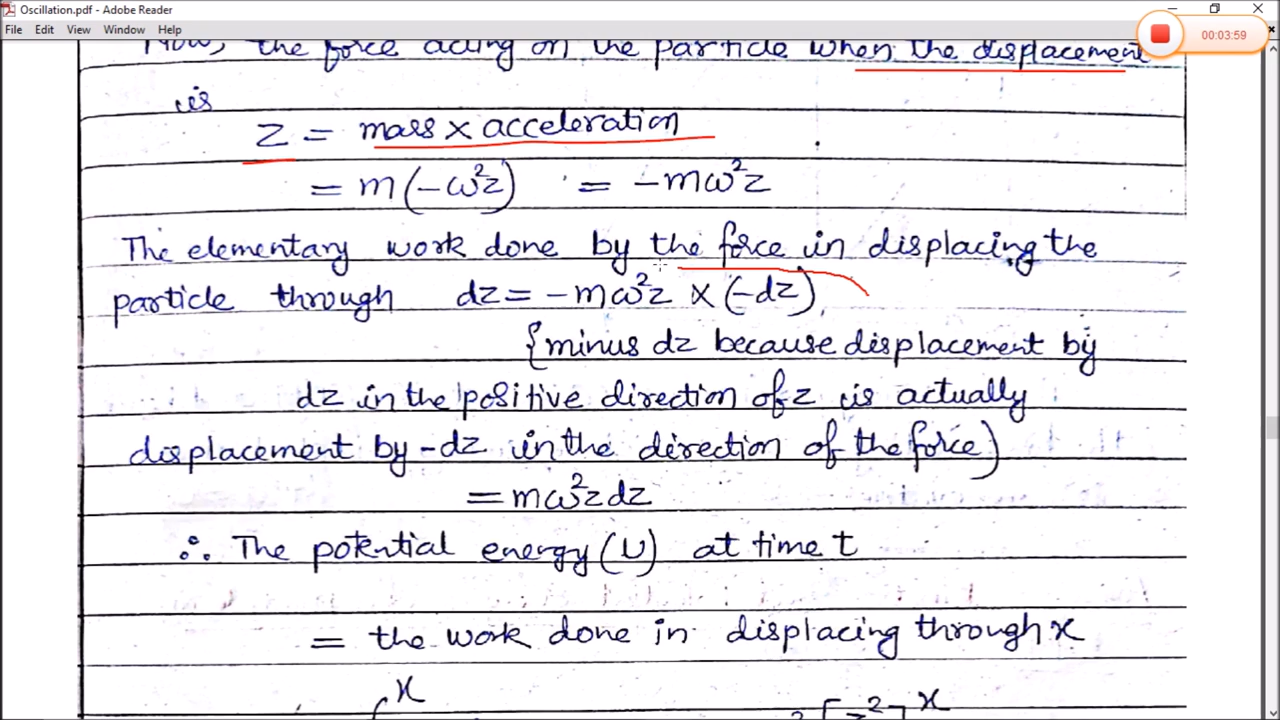 Oscillation.pdf - Adobe Reader
File Edit View Window Help
00:03:59
Now, the force acting on the particle when the displacement
is
z = mass × acceleration
= m(-ω²z) = -mω²z
The elementary work done by the force in displacing the
particle through dz = -mω²z × (-dz)
{minus dz because displacement by
dz in the positive direction of z is actually
displacement by -dz in the direction of the force)
= mω²z dz
∴ The potential energy (U) at time t
= the work done in displacing through x
x x